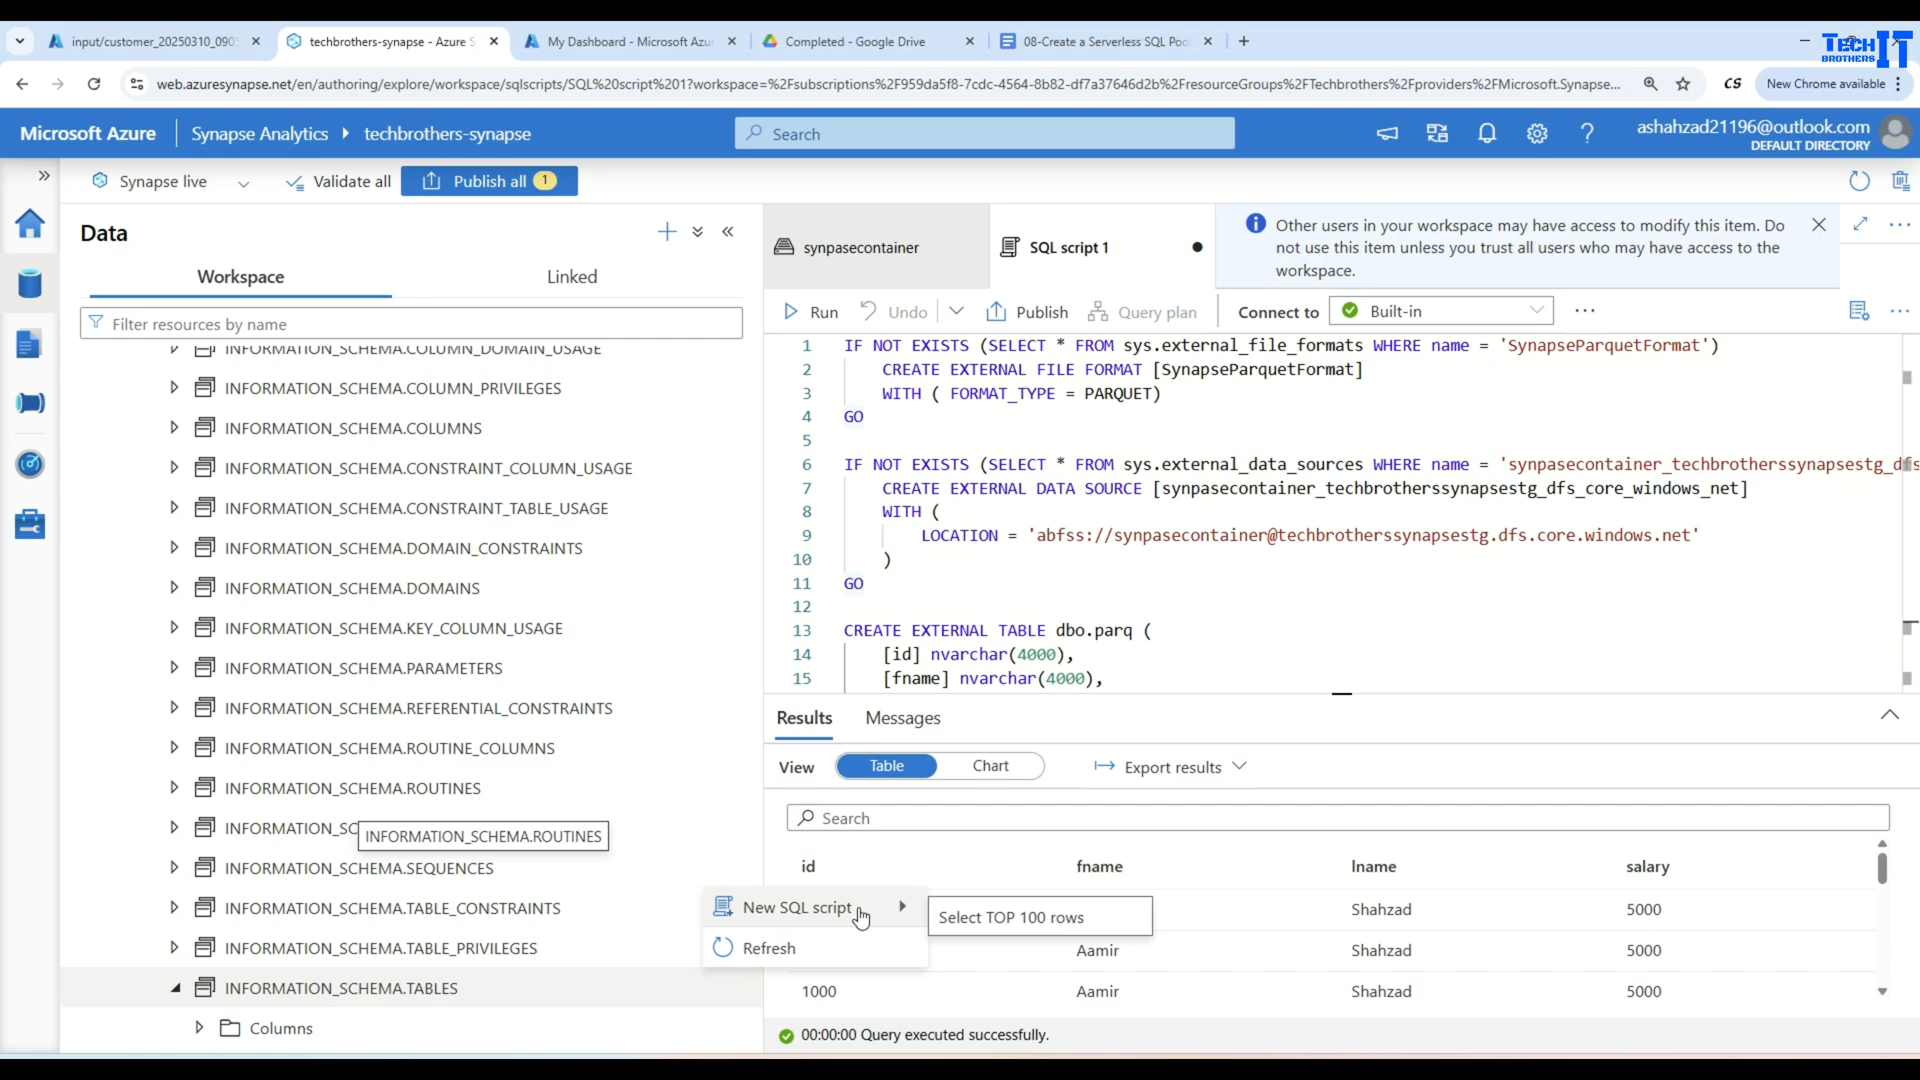 input/customer_20250310_090
techbrothers-synapse - Azure S
My Dashboard - Microsoft Azu
Completed - Google Drive
08-Create a Serverless SQL Poo
TECH IT
BROTHERS
web.azuresynapse.net/en/authoring/explore/workspace/sqlscripts/SQL%20script%201?workspace=%2Fsubscriptions%2F959da5f8-7cdc-4564-8b82-df7a37646d2b%2FresourceGroups%2FTechbrothers%2Fproviders%2FMicrosoft.Synapse...
CS
New Chrome available
Microsoft Azure
Synapse Analytics
techbrothers-synapse
Search
ashahzad21196@outlook.com
DEFAULT DIRECTORY
Synapse live
Validate all
Publish all 1
Data
Workspace
Linked
Filter resources by name
INFORMATION_SCHEMA.COLUMN_DOMAIN_USAGE
INFORMATION_SCHEMA.COLUMN_PRIVILEGES
INFORMATION_SCHEMA.COLUMNS
INFORMATION_SCHEMA.CONSTRAINT_COLUMN_USAGE
INFORMATION_SCHEMA.CONSTRAINT_TABLE_USAGE
INFORMATION_SCHEMA.DOMAIN_CONSTRAINTS
INFORMATION_SCHEMA.DOMAINS
INFORMATION_SCHEMA.KEY_COLUMN_USAGE
INFORMATION_SCHEMA.PARAMETERS
INFORMATION_SCHEMA.REFERENTIAL_CONSTRAINTS
INFORMATION_SCHEMA.ROUTINE_COLUMNS
INFORMATION_SCHEMA.ROUTINES
INFORMATION_SC
INFORMATION_SCHEMA.ROUTINES
INFORMATION_SCHEMA.SEQUENCES
INFORMATION_SCHEMA.TABLE_CONSTRAINTS
INFORMATION_SCHEMA.TABLE_PRIVILEGES
INFORMATION_SCHEMA.TABLES
Columns
New SQL script
Select TOP 100 rows
Refresh
synpasecontainer
SQL script 1
Other users in your workspace may have access to modify this item. Do
not use this item unless you trust all users who may have access to the
workspace.
Run
Undo
Publish
Query plan
Connect to
Built-in
1 IF NOT EXISTS (SELECT * FROM sys.external_file_formats WHERE name = 'SynapseParquetFormat')
2 CREATE EXTERNAL FILE FORMAT [SynapseParquetFormat]
3 WITH ( FORMAT_TYPE = PARQUET)
4 GO
5
6 IF NOT EXISTS (SELECT * FROM sys.external_data_sources WHERE name = 'synpasecontainer_techbrotherssynapsestg_dfs
7 CREATE EXTERNAL DATA SOURCE [synpasecontainer_techbrotherssynapsestg_dfs_core_windows_net]
8 WITH (
9 LOCATION = 'abfss://synpasecontainer@techbrotherssynapsestg.dfs.core.windows.net'
10 )
11 GO
12
13 CREATE EXTERNAL TABLE dbo.parq (
14 [id] nvarchar(4000),
15 [fname] nvarchar(4000),
Results
Messages
View
Table
Chart
Export results
Search
id fname lname salary
Shahzad 5000
Aamir Shahzad 5000
1000 Aamir Shahzad 5000
00:00:00 Query executed successfully.